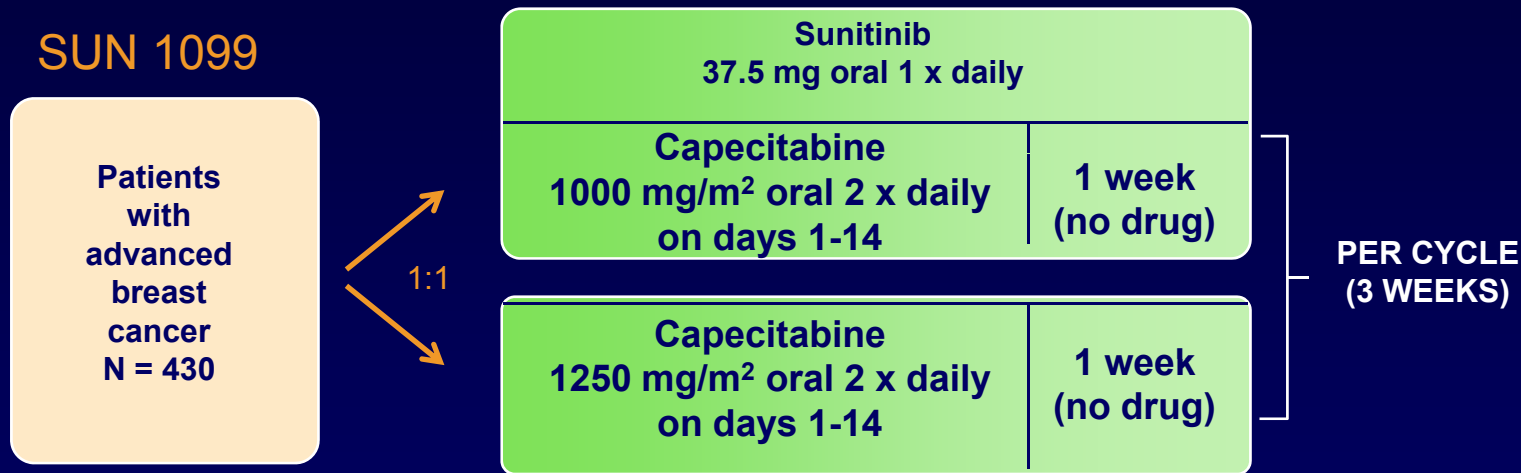 SUN 1099
Patients
with
advanced
breast
cancer
N = 430
1:1
Sunitinib
37.5 mg oral 1 x daily
Capecitabine
1000 mg/m² oral 2 x daily
on days 1-14
1 week
(no drug)
Capecitabine
1250 mg/m² oral 2 x daily
on days 1-14
1 week
(no drug)
PER CYCLE
(3 WEEKS)